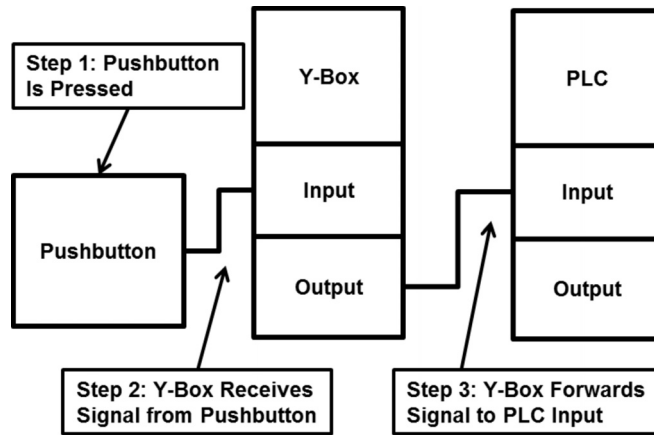 Step 1: Pushbutton
Is Pressed
Y-Box
PLC
Pushbutton
Input
Input
Output
Output
Step 2: Y-Box Receives
Signal from Pushbutton
Step 3: Y-Box Forwards
Signal to PLC Input